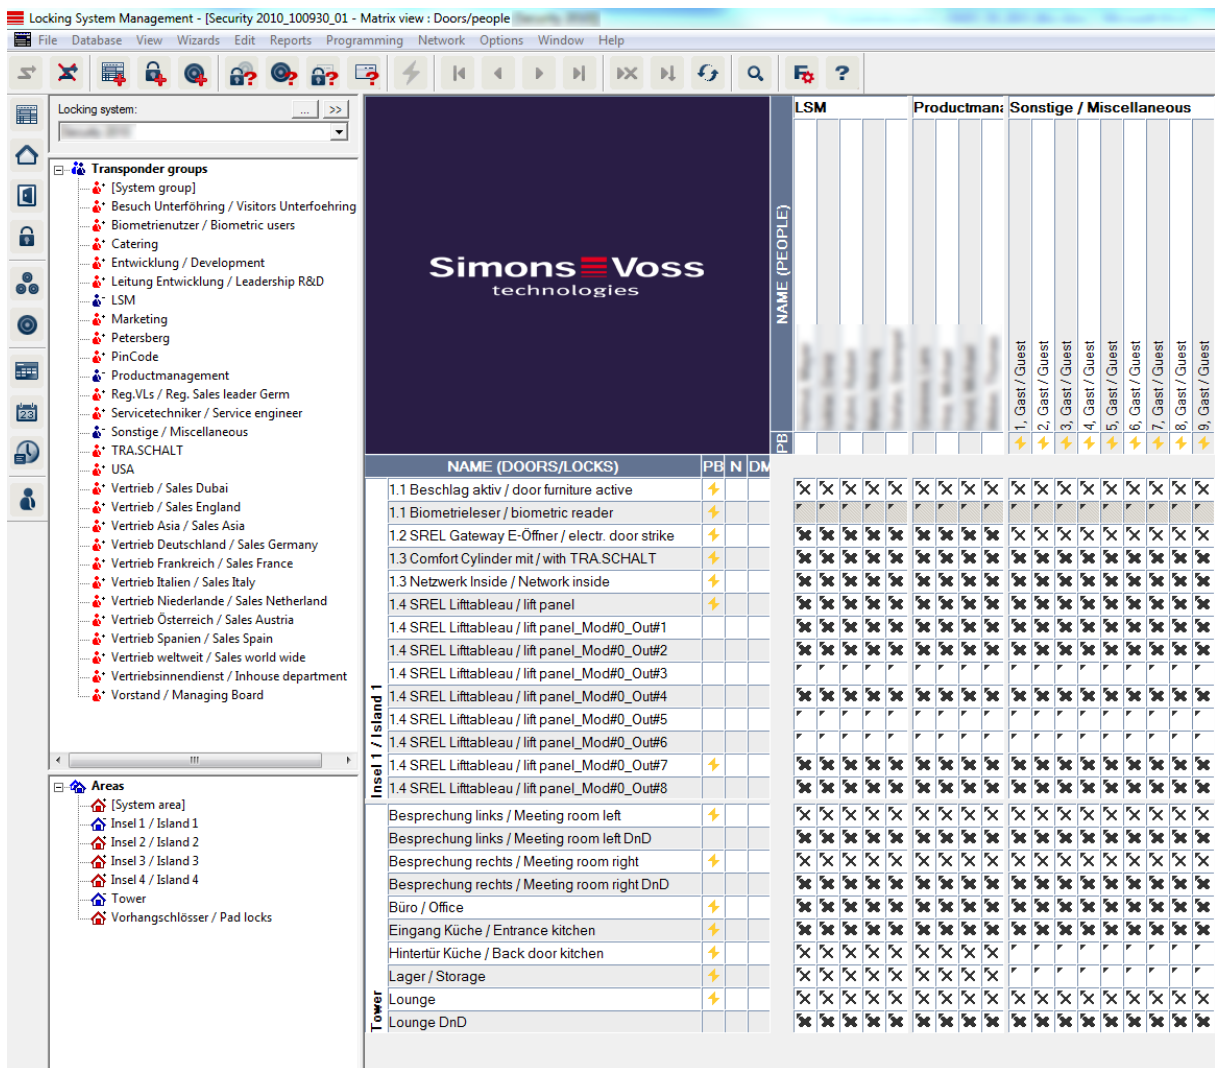 Locking System Management - [Security 2010_100930_01 - Matrix view : Doors/people
File Database View Wizards Edit Reports Programming Network Options Window Help
Locking system:
... >>
Transponder groups
[System group]
Besuch Unterföhring / Visitors Unterfoehring
Biometrienutzer / Biometric users
Catering
Entwicklung / Development
Leitung Entwicklung / Leadership R&D
LSM
Marketing
Petersberg
PinCode
Productmanagement
Reg.VLs / Reg. Sales leader Germ
Servicetechniker / Service engineer
Sonstige / Miscellaneous
TRA.SCHALT
USA
Vertrieb / Sales Dubai
Vertrieb / Sales England
Vertrieb Asia / Sales Asia
Vertrieb Deutschland / Sales Germany
Vertrieb Frankreich / Sales France
Vertrieb Italien / Sales Italy
Vertrieb Niederlande / Sales Netherland
Vertrieb Österreich / Sales Austria
Vertrieb Spanien / Sales Spain
Vertrieb weltweit / Sales world wide
Vertriebsinnendienst / Inhouse department
Vorstand / Managing Board
Areas
[System area]
Insel 1 / Island 1
Insel 2 / Island 2
Insel 3 / Island 3
Insel 4 / Island 4
Tower
Vorhangschlösser / Pad locks
Simons Voss
technologies
NAME (PEOPLE)
PB
LSM
Productmana
Sonstige / Miscellaneous
1, Gast / Guest
2, Gast / Guest
3, Gast / Guest
4, Gast / Guest
5, Gast / Guest
6, Gast / Guest
7, Gast / Guest
8, Gast / Guest
9, Gast / Guest
NAME (DOORS/LOCKS) PB N DM
Insel 1 / Island 1
1.1 Beschlag aktiv / door furniture active
1.1 Biometrieleser / biometric reader
1.2 SREL Gateway E-Öffner / electr. door strike
1.3 Comfort Cylinder mit / with TRA.SCHALT
1.3 Netzwerk Inside / Network inside
1.4 SREL Lifttableau / lift panel
1.4 SREL Lifttableau / lift panel_Mod#0_Out#1
1.4 SREL Lifttableau / lift panel_Mod#0_Out#2
1.4 SREL Lifttableau / lift panel_Mod#0_Out#3
1.4 SREL Lifttableau / lift panel_Mod#0_Out#4
1.4 SREL Lifttableau / lift panel_Mod#0_Out#5
1.4 SREL Lifttableau / lift panel_Mod#0_Out#6
1.4 SREL Lifttableau / lift panel_Mod#0_Out#7
1.4 SREL Lifttableau / lift panel_Mod#0_Out#8
Tower
Besprechung links / Meeting room left
Besprechung links / Meeting room left DnD
Besprechung rechts / Meeting room right
Besprechung rechts / Meeting room right DnD
Büro / Office
Eingang Küche / Entrance kitchen
Hintertür Küche / Back door kitchen
Lager / Storage
Lounge
Lounge DnD